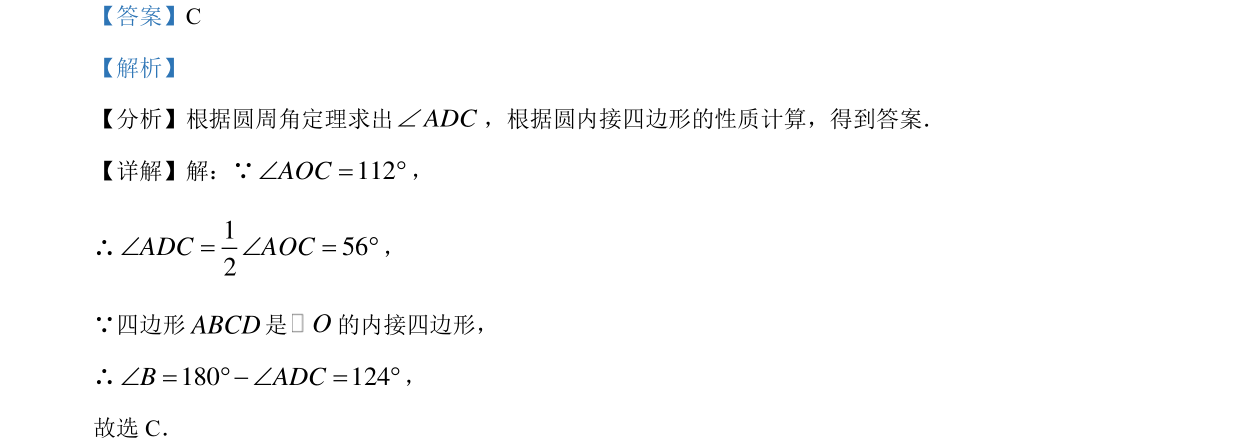 【答案】C
【解析】
【分析】根据圆周角定理求出∠ADC，根据圆内接四边形的性质计算，得到答案．
【详解】解：∵∠AOC=112°，
∴∠ADC=1/2∠AOC=56°，
∵四边形ABCD是□O的内接四边形，
∴∠B=180°−∠ADC=124°，
故选C．